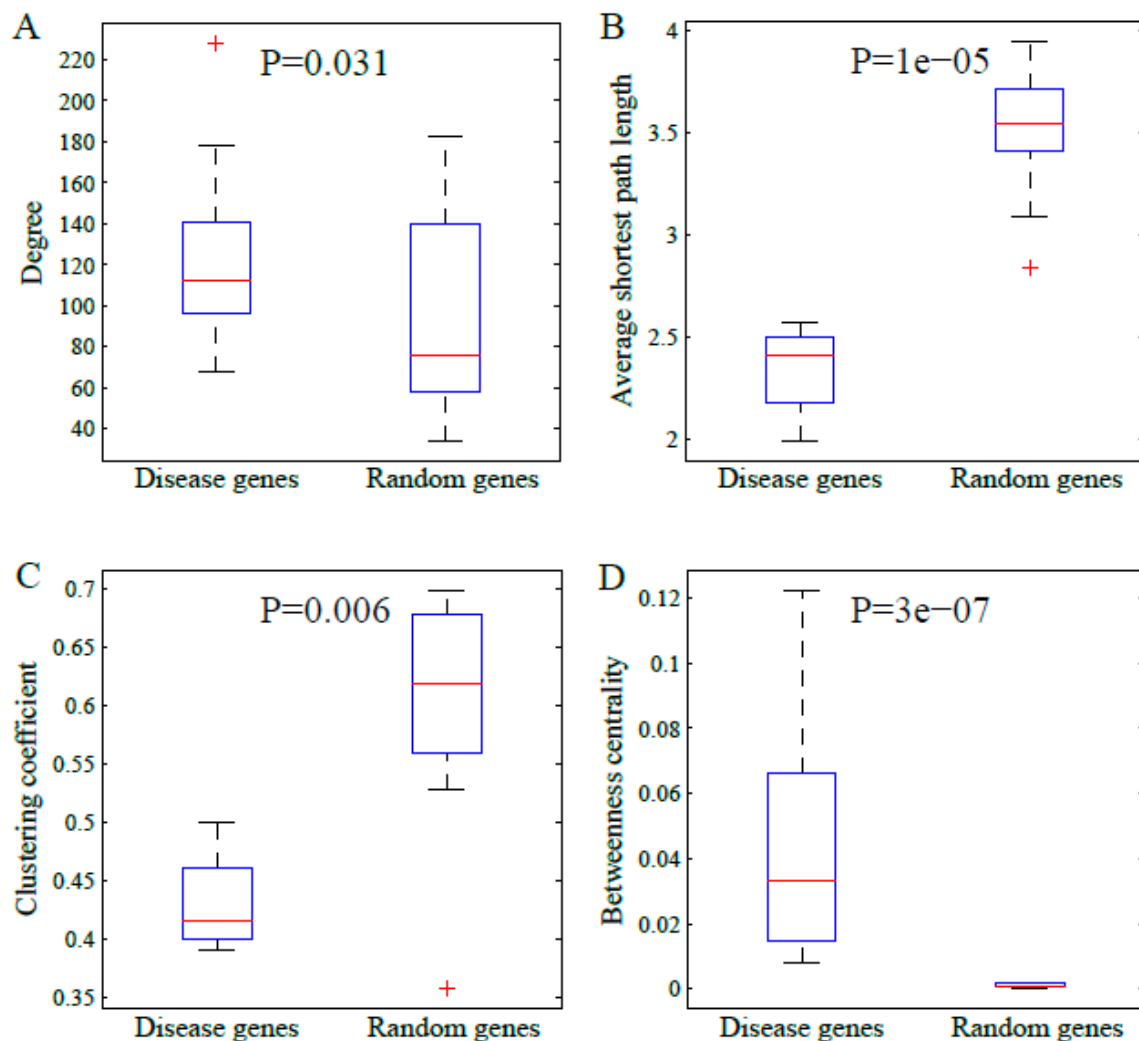 A
P=0.031
Degree
220
200
180
160
140
120
100
80
60
40
Disease genes
Random genes
B
P=1e−05
Average shortest path length
4
3.5
3
2.5
2
Disease genes
Random genes
C
P=0.006
Clustering coefficient
0.7
0.65
0.6
0.55
0.5
0.45
0.4
0.35
Disease genes
Random genes
D
P=3e−07
Betweenness centrality
0.12
0.1
0.08
0.06
0.04
0.02
0
Disease genes
Random genes